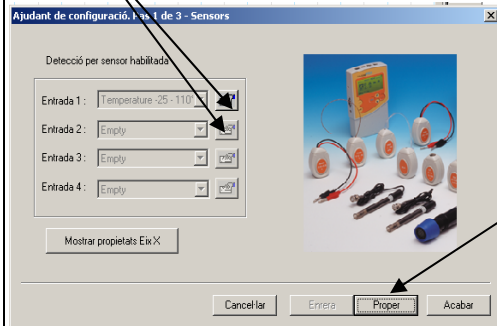 Ajudant de configuració. Pas 1 de 3 - Sensors
Detecció per sensor habilitada
Entrada 1 : Temperature -25 - 110°
Entrada 2 : Empty
Entrada 3 : Empty
Entrada 4 : Empty
Mostrar propietats Eix X
Cancel·lar Enrera Proper Acabar